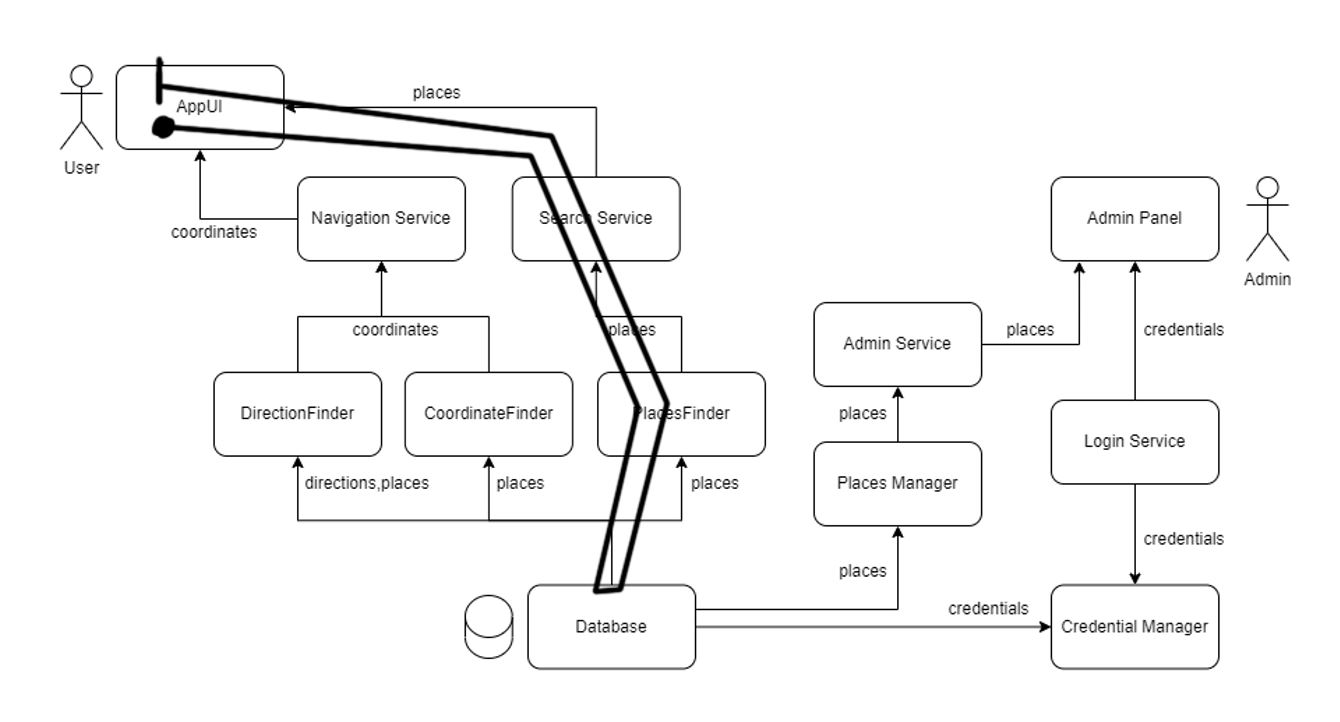 places
AppUI
User
Navigation Service
Search Service
Admin Panel
coordinates
Admin
coordinates
places
Admin Service
places
credentials
DirectionFinder
CoordinateFinder
PlacesFinder
places
Login Service
directions,places
places
places
Places Manager
credentials
places
credentials
Database
Credential Manager